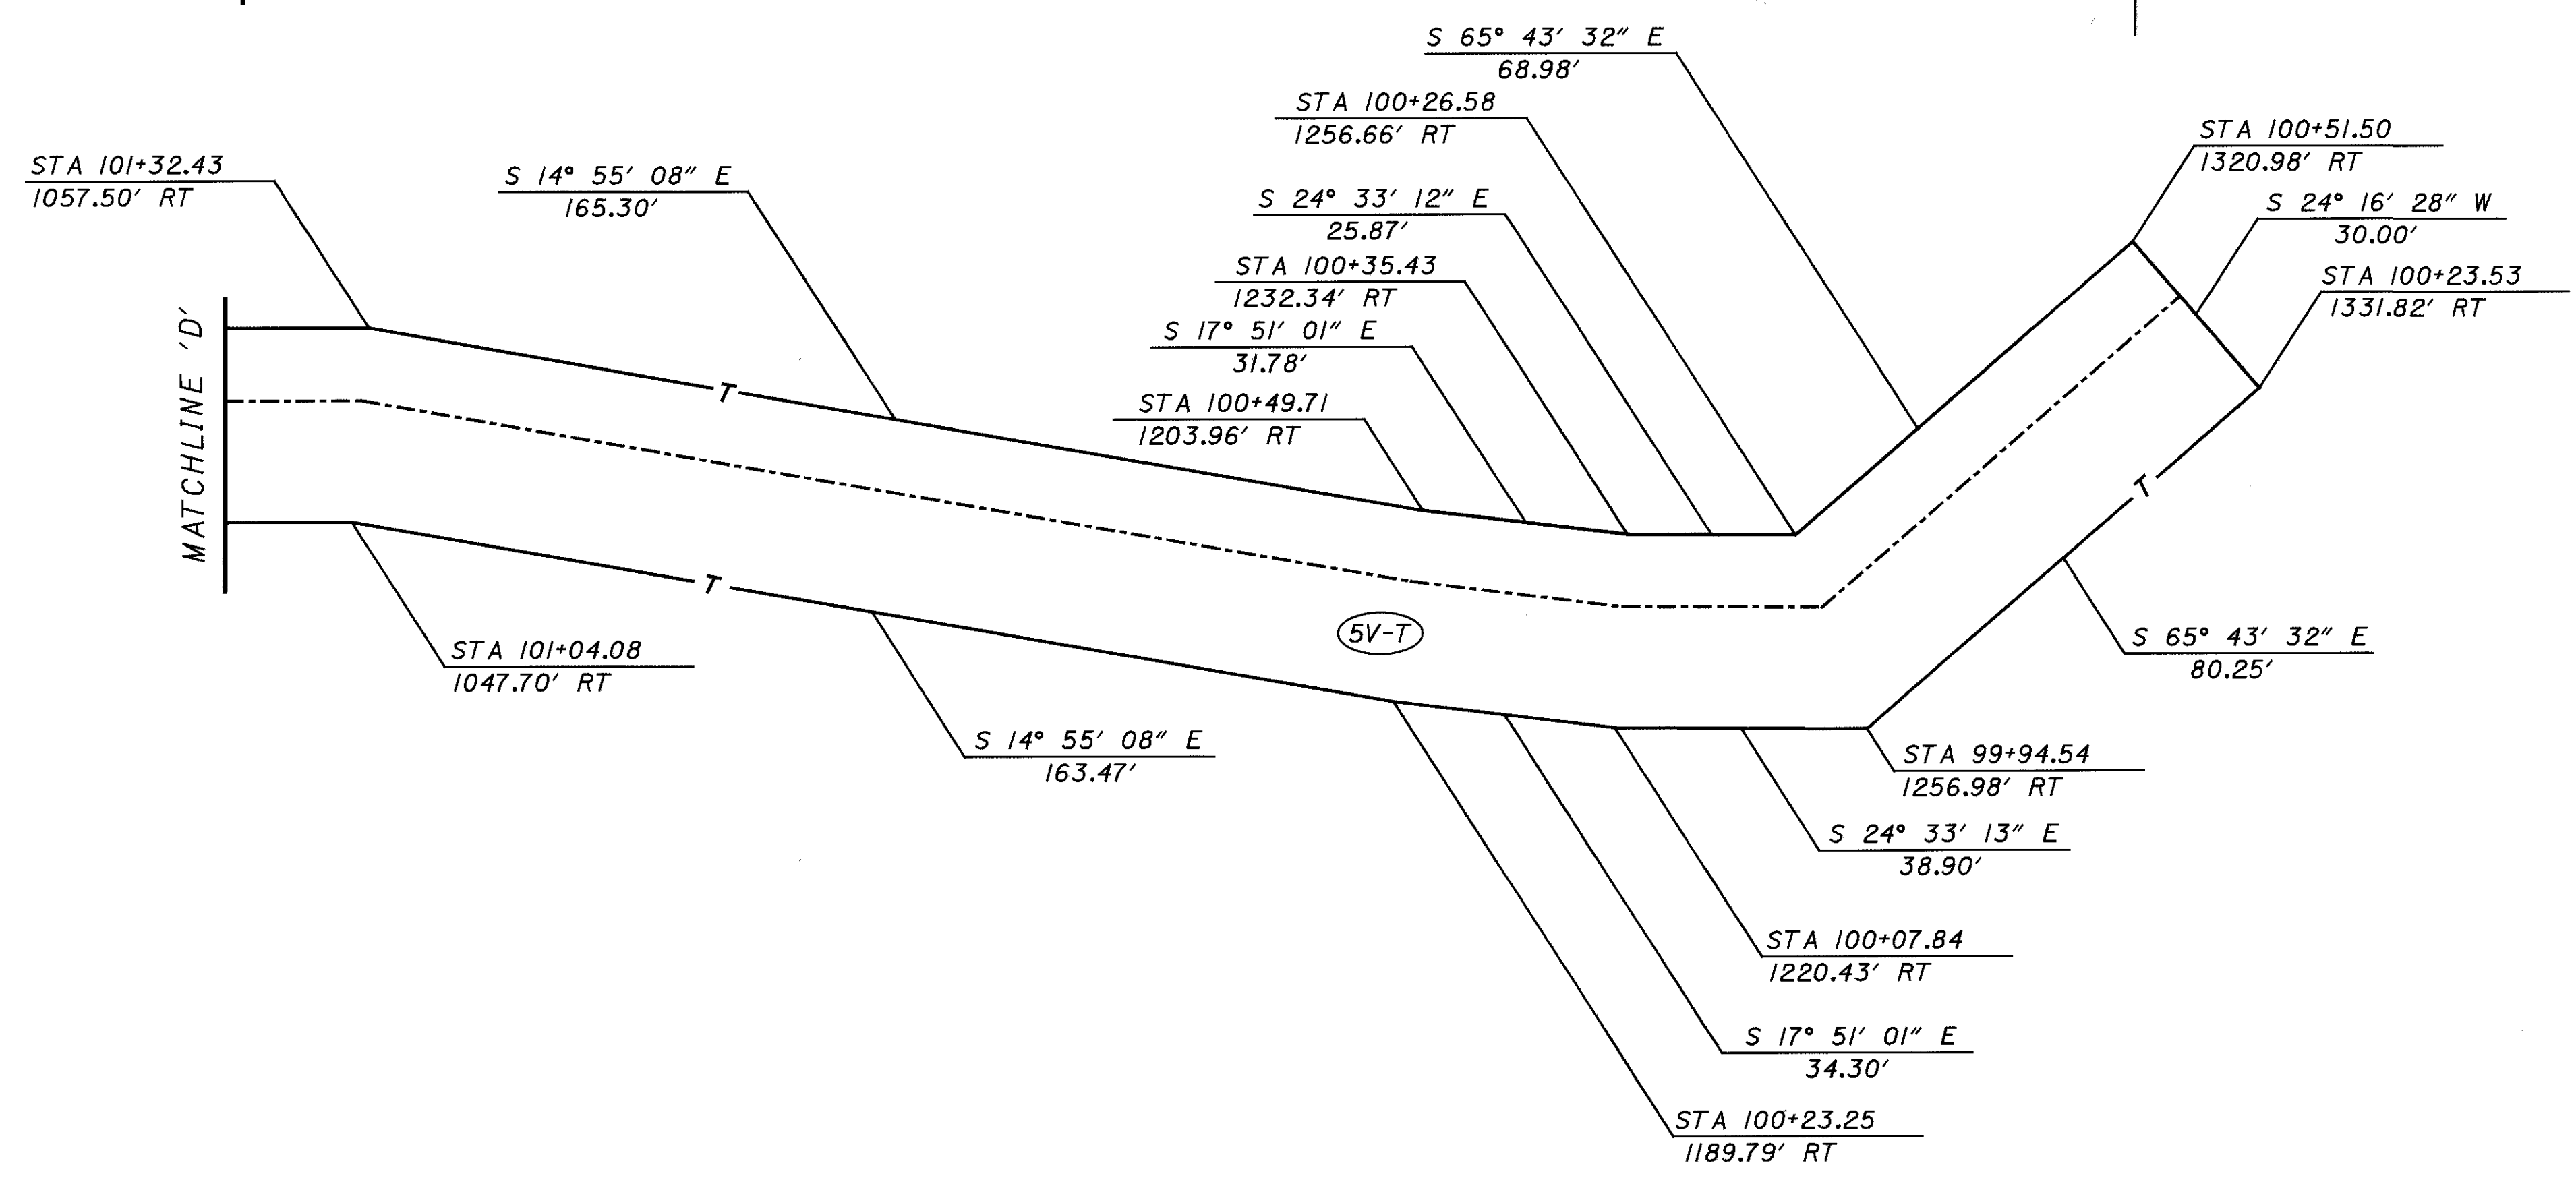 S 65° 43' 32" E
68.98'
STA 100+26.58
1256.66' RT
STA 101+32.43
1057.50' RT
S 14° 55' 08" E
165.30'
S 24° 33' 12" E
25.87'
STA 100+35.43
1232.34' RT
S 17° 51' 01" E
31.78'
STA 100+49.71
1203.96' RT
STA 100+51.50
1320.98' RT
S 24° 16' 28" W
30.00'
STA 100+23.53
1331.82' RT
MATCHLINE 'D'
T
T
T
5V-T
STA 101+04.08
1047.70' RT
S 14° 55' 08" E
163.47'
S 65° 43' 32" E
80.25'
STA 99+94.54
1256.98' RT
S 24° 33' 13" E
38.90'
STA 100+07.84
1220.43' RT
S 17° 51' 01" E
34.30'
STA 100+23.25
1189.79' RT